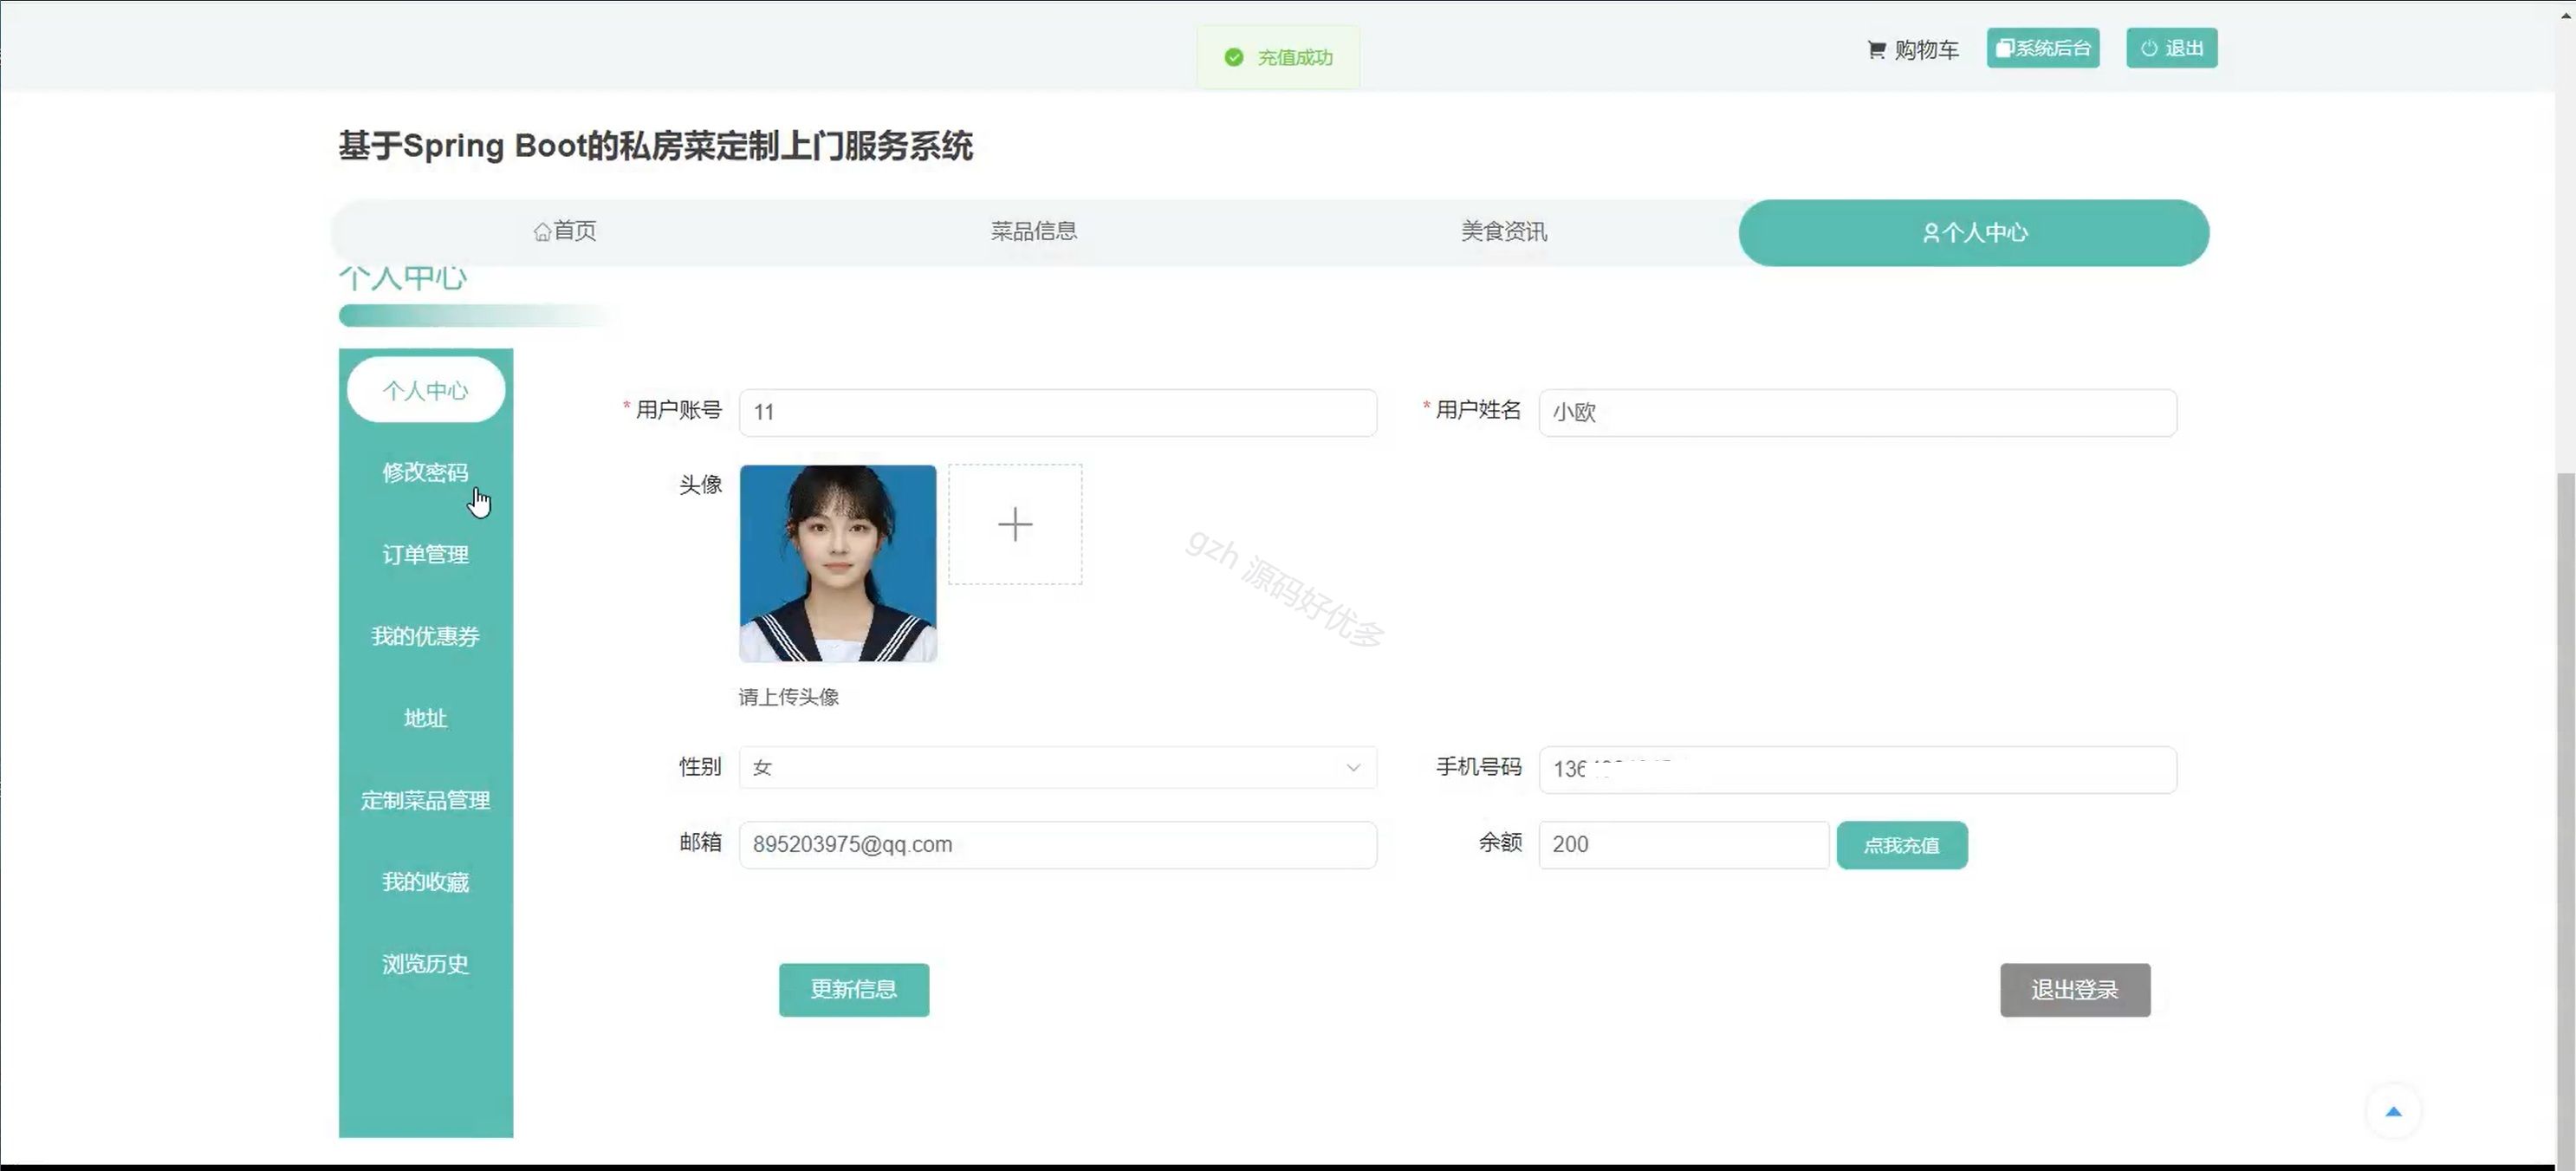 充值成功
购物车
系统后台
退出
基于Spring Boot的私房菜定制上门服务系统
首页
菜品信息
美食资讯
个人中心
个人中心
个人中心
修改密码
订单管理
我的优惠券
地址
定制菜品管理
我的收藏
浏览历史
* 用户账号 11
* 用户姓名 小欧
头像
请上传头像
性别 女
手机号码 136
邮箱 895203975@qq.com
余额 200
点我充值
更新信息
退出登录
gzh 源码好优多